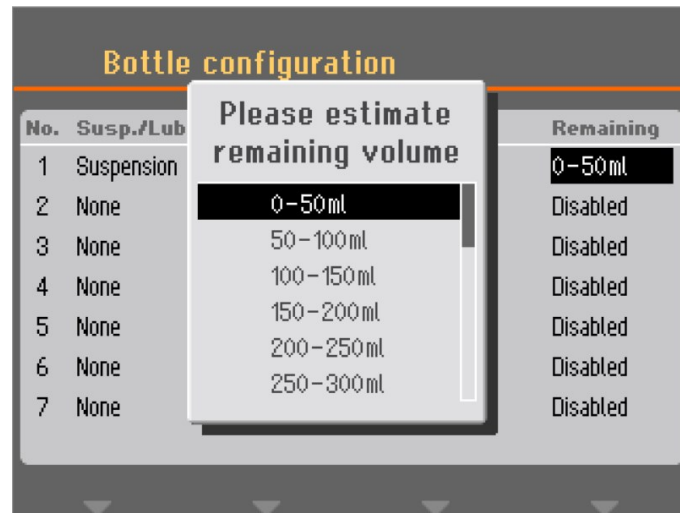 Bottle configuration
No. Susp./Lub Remaining
1 Suspension 0-50ml
2 None Disabled
3 None Disabled
4 None Disabled
5 None Disabled
6 None Disabled
7 None Disabled
Please estimate
remaining volume
0-50ml
50-100ml
100-150ml
150-200ml
200-250ml
250-300ml